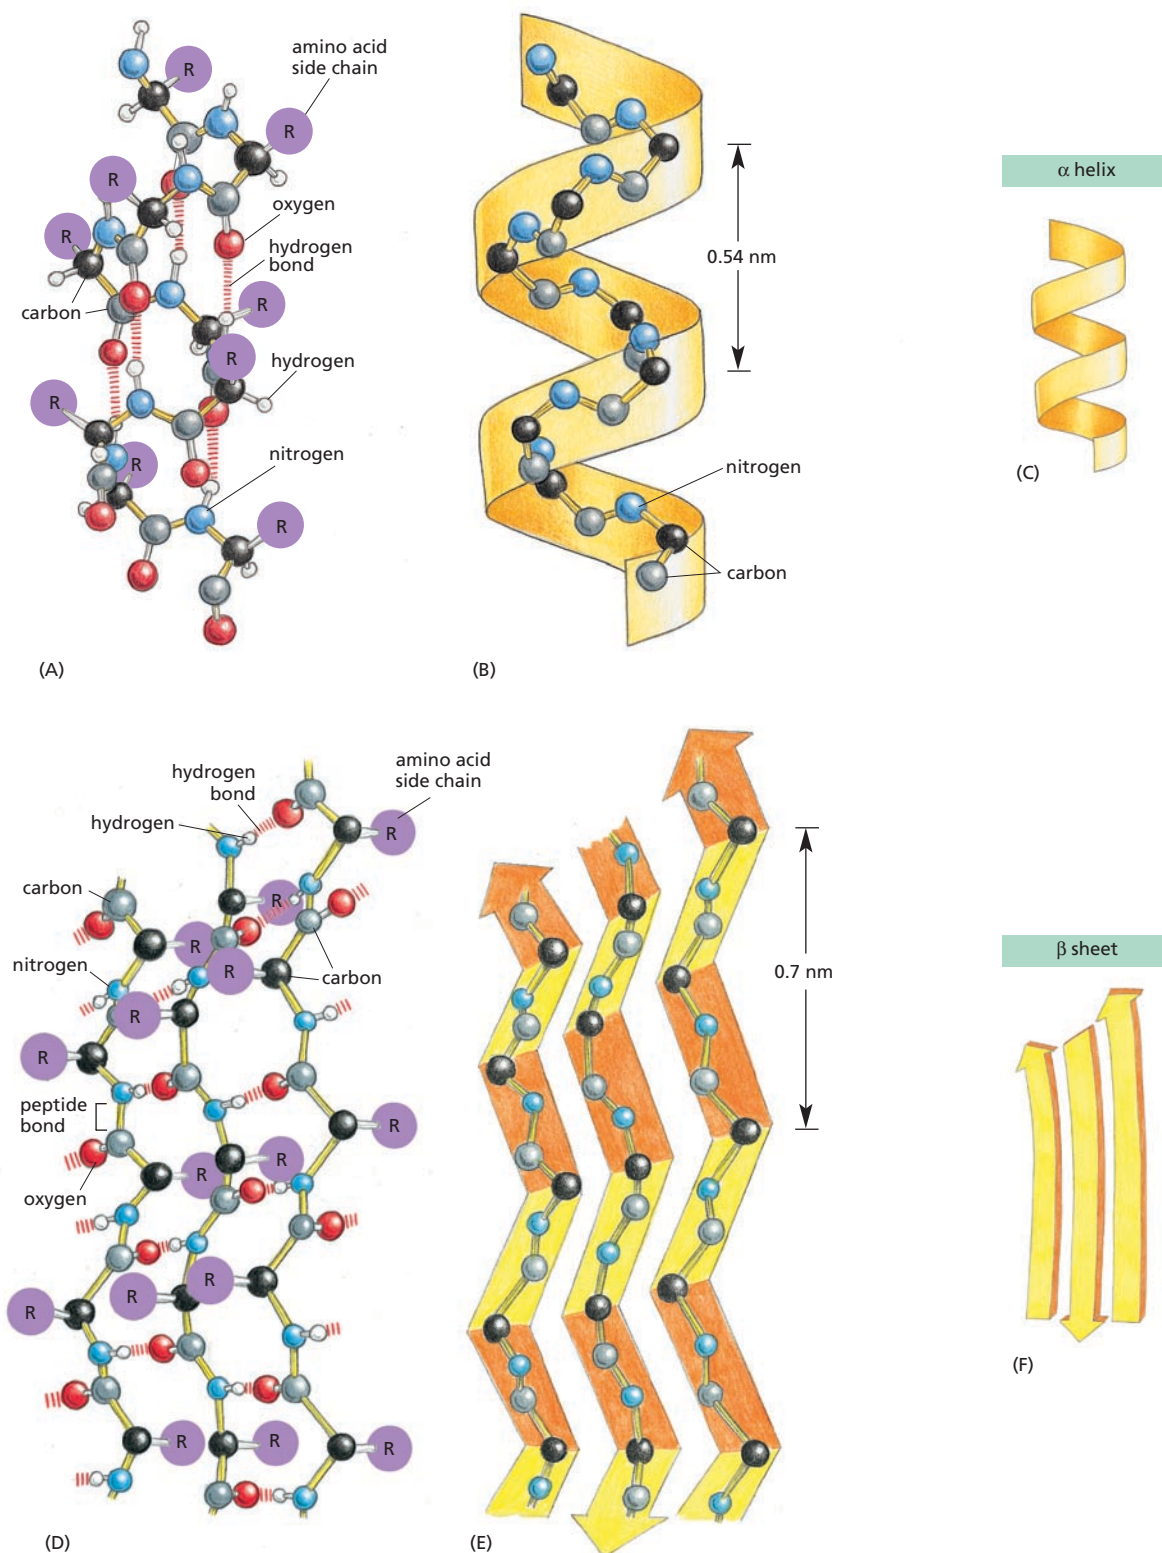 amino acid
side chain
R
R
R
R
oxygen
hydrogen
bond
R
carbon
R
hydrogen
R
nitrogen
R
R
(A)
0.54 nm
nitrogen
carbon
(B)
α helix
(C)
amino acid
side chain
hydrogen
bond
hydrogen
R
carbon
R
R
nitrogen
R
carbon
R
R
peptide
bond
R
R
R
oxygen
R
R
R
R
R
R
(D)
0.7 nm
(E)
β sheet
(F)